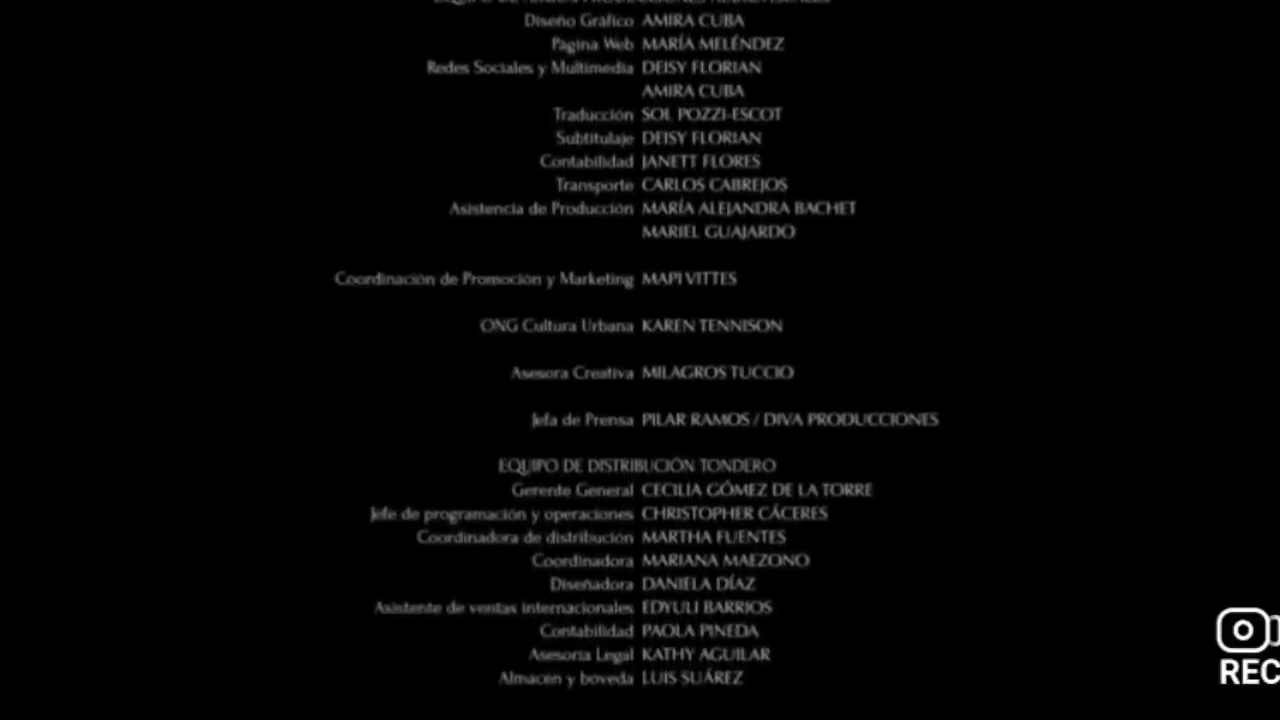 Diseño Gráfico AMIRA CUBA
Página Web MARÍA MELÉNDEZ
Redes Sociales y Multimedia DEISY FLORIAN
AMIRA CUBA
Traducción SOL POZZI-ESCOT
Subtitulaje DEISY FLORIAN
Contabilidad JANETT FLORES
Transporte CARLOS CABREJOS
Asistencia de Producción MARÍA ALEJANDRA BACHET
MARIEL GUAJARDO
Coordinación de Promoción y Marketing MAPI VITTES
ONG Cultura Urbana KAREN TENNISON
Asesora Creativa MILAGROS TUCCIO
Jefa de Prensa PILAR RAMOS / DIVA PRODUCCIONES
EQUIPO DE DISTRIBUCIÓN TONDERO
Gerente General CECILIA GÓMEZ DE LA TORRE
Jefe de programación y operaciones CHRISTOPHER CÁCERES
Coordinadora de distribución MARTHA FUENTES
Coordinadora MARIANA MAEZONO
Diseñadora DANIELA DÍAZ
Asistente de ventas internacionales EDYULI BARRIOS
Contabilidad PAOLA PINEDA
Asesoria Legal KATHY AGUILAR
Almacen y boveda LUIS SUÁREZ
REC